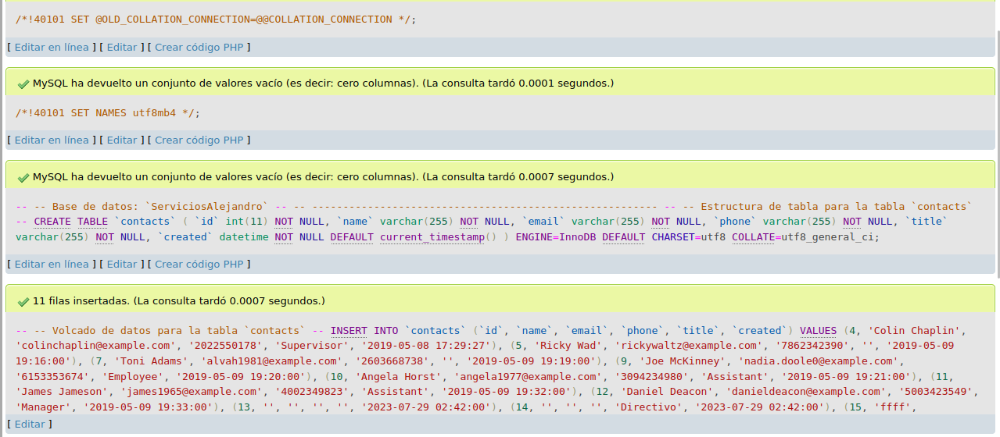 /*!40101 SET @OLD_COLLATION_CONNECTION=@@COLLATION_CONNECTION */;
[ Editar en línea ] [ Editar ] [ Crear código PHP ]
MySQL ha devuelto un conjunto de valores vacío (es decir: cero columnas). (La consulta tardó 0.0001 segundos.)
/*!40101 SET NAMES utf8mb4 */;
[ Editar en línea ] [ Editar ] [ Crear código PHP ]
MySQL ha devuelto un conjunto de valores vacío (es decir: cero columnas). (La consulta tardó 0.0007 segundos.)
-- -- Base de datos: `ServiciosAlejandro` -- -- -------------------------------------------------------- ----- Estructura de tabla para la tabla `contacts`
-- CREATE TABLE `contacts` ( `id` int(11) NOT NULL, `name` varchar(255) NOT NULL, `email` varchar(255) NOT NULL, `phone` varchar(255) NOT NULL, `title`
varchar(255) NOT NULL, `created` datetime NOT NULL DEFAULT current_timestamp() ) ENGINE=InnoDB DEFAULT CHARSET=utf8 COLLATE=utf8_general_ci;
[ Editar en línea ] [ Editar ] [ Crear código PHP ]
11 filas insertadas. (La consulta tardó 0.0007 segundos.)
-- -- Volcado de datos para la tabla `contacts` -- INSERT INTO `contacts` (`id`, `name`, `email`, `phone`, `title`, `created`) VALUES (4, 'Colin Chaplin',
'colinchaplin@example.com', '2022550178', 'Supervisor', '2019-05-08 17:29:27'), (5, 'Ricky Wad', 'rickywaltz@example.com', '7862342390', '', '2019-05-09
19:16:00'), (7, 'Toni Adams', 'alvah1981@example.com', '2603668738', '', '2019-05-09 19:19:00'), (9, 'Joe McKinney', 'nadia.doole0@example.com',
'6153353674', 'Employee', '2019-05-09 19:20:00'), (10, 'Angela Horst', 'angela1977@example.com', '3094234980', 'Assistant', '2019-05-09 19:21:00'), (11,
'James Jameson', 'james1965@example.com', '4002349823', 'Assistant', '2019-05-09 19:32:00'), (12, 'Daniel Deacon', 'danieldeacon@example.com', '5003423549',
'Manager', '2019-05-09 19:33:00'), (13, '', '', '', '', '2023-07-29 02:42:00'), (14, '', '', '', 'Directivo', '2023-07-29 02:42:00'), (15, 'ffff',
[ Editar ]